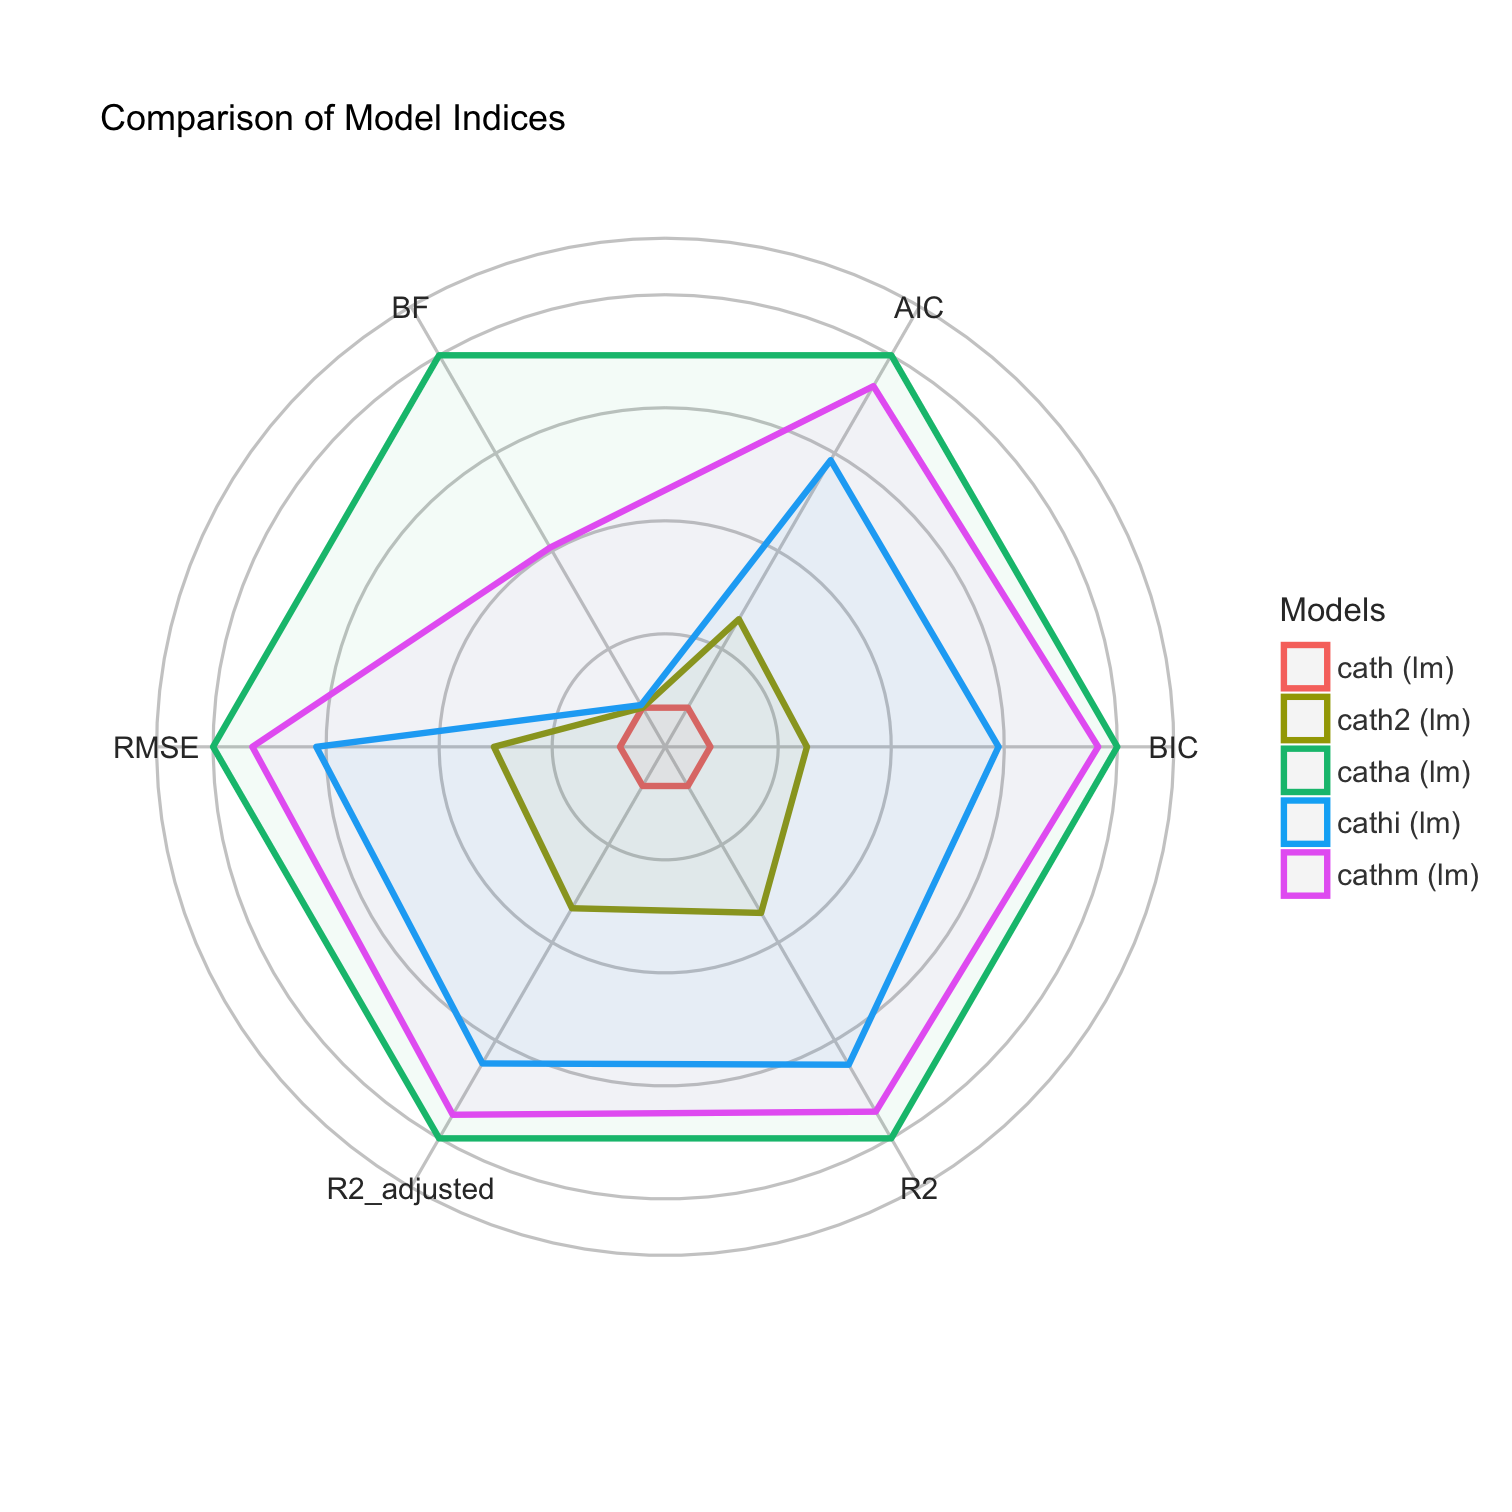 Comparison of Model Indices
BF
AIC
RMSE
BIC
R2_adjusted
R2
Models
cath (lm)
cath2 (lm)
catha (lm)
cathi (lm)
cathm (lm)